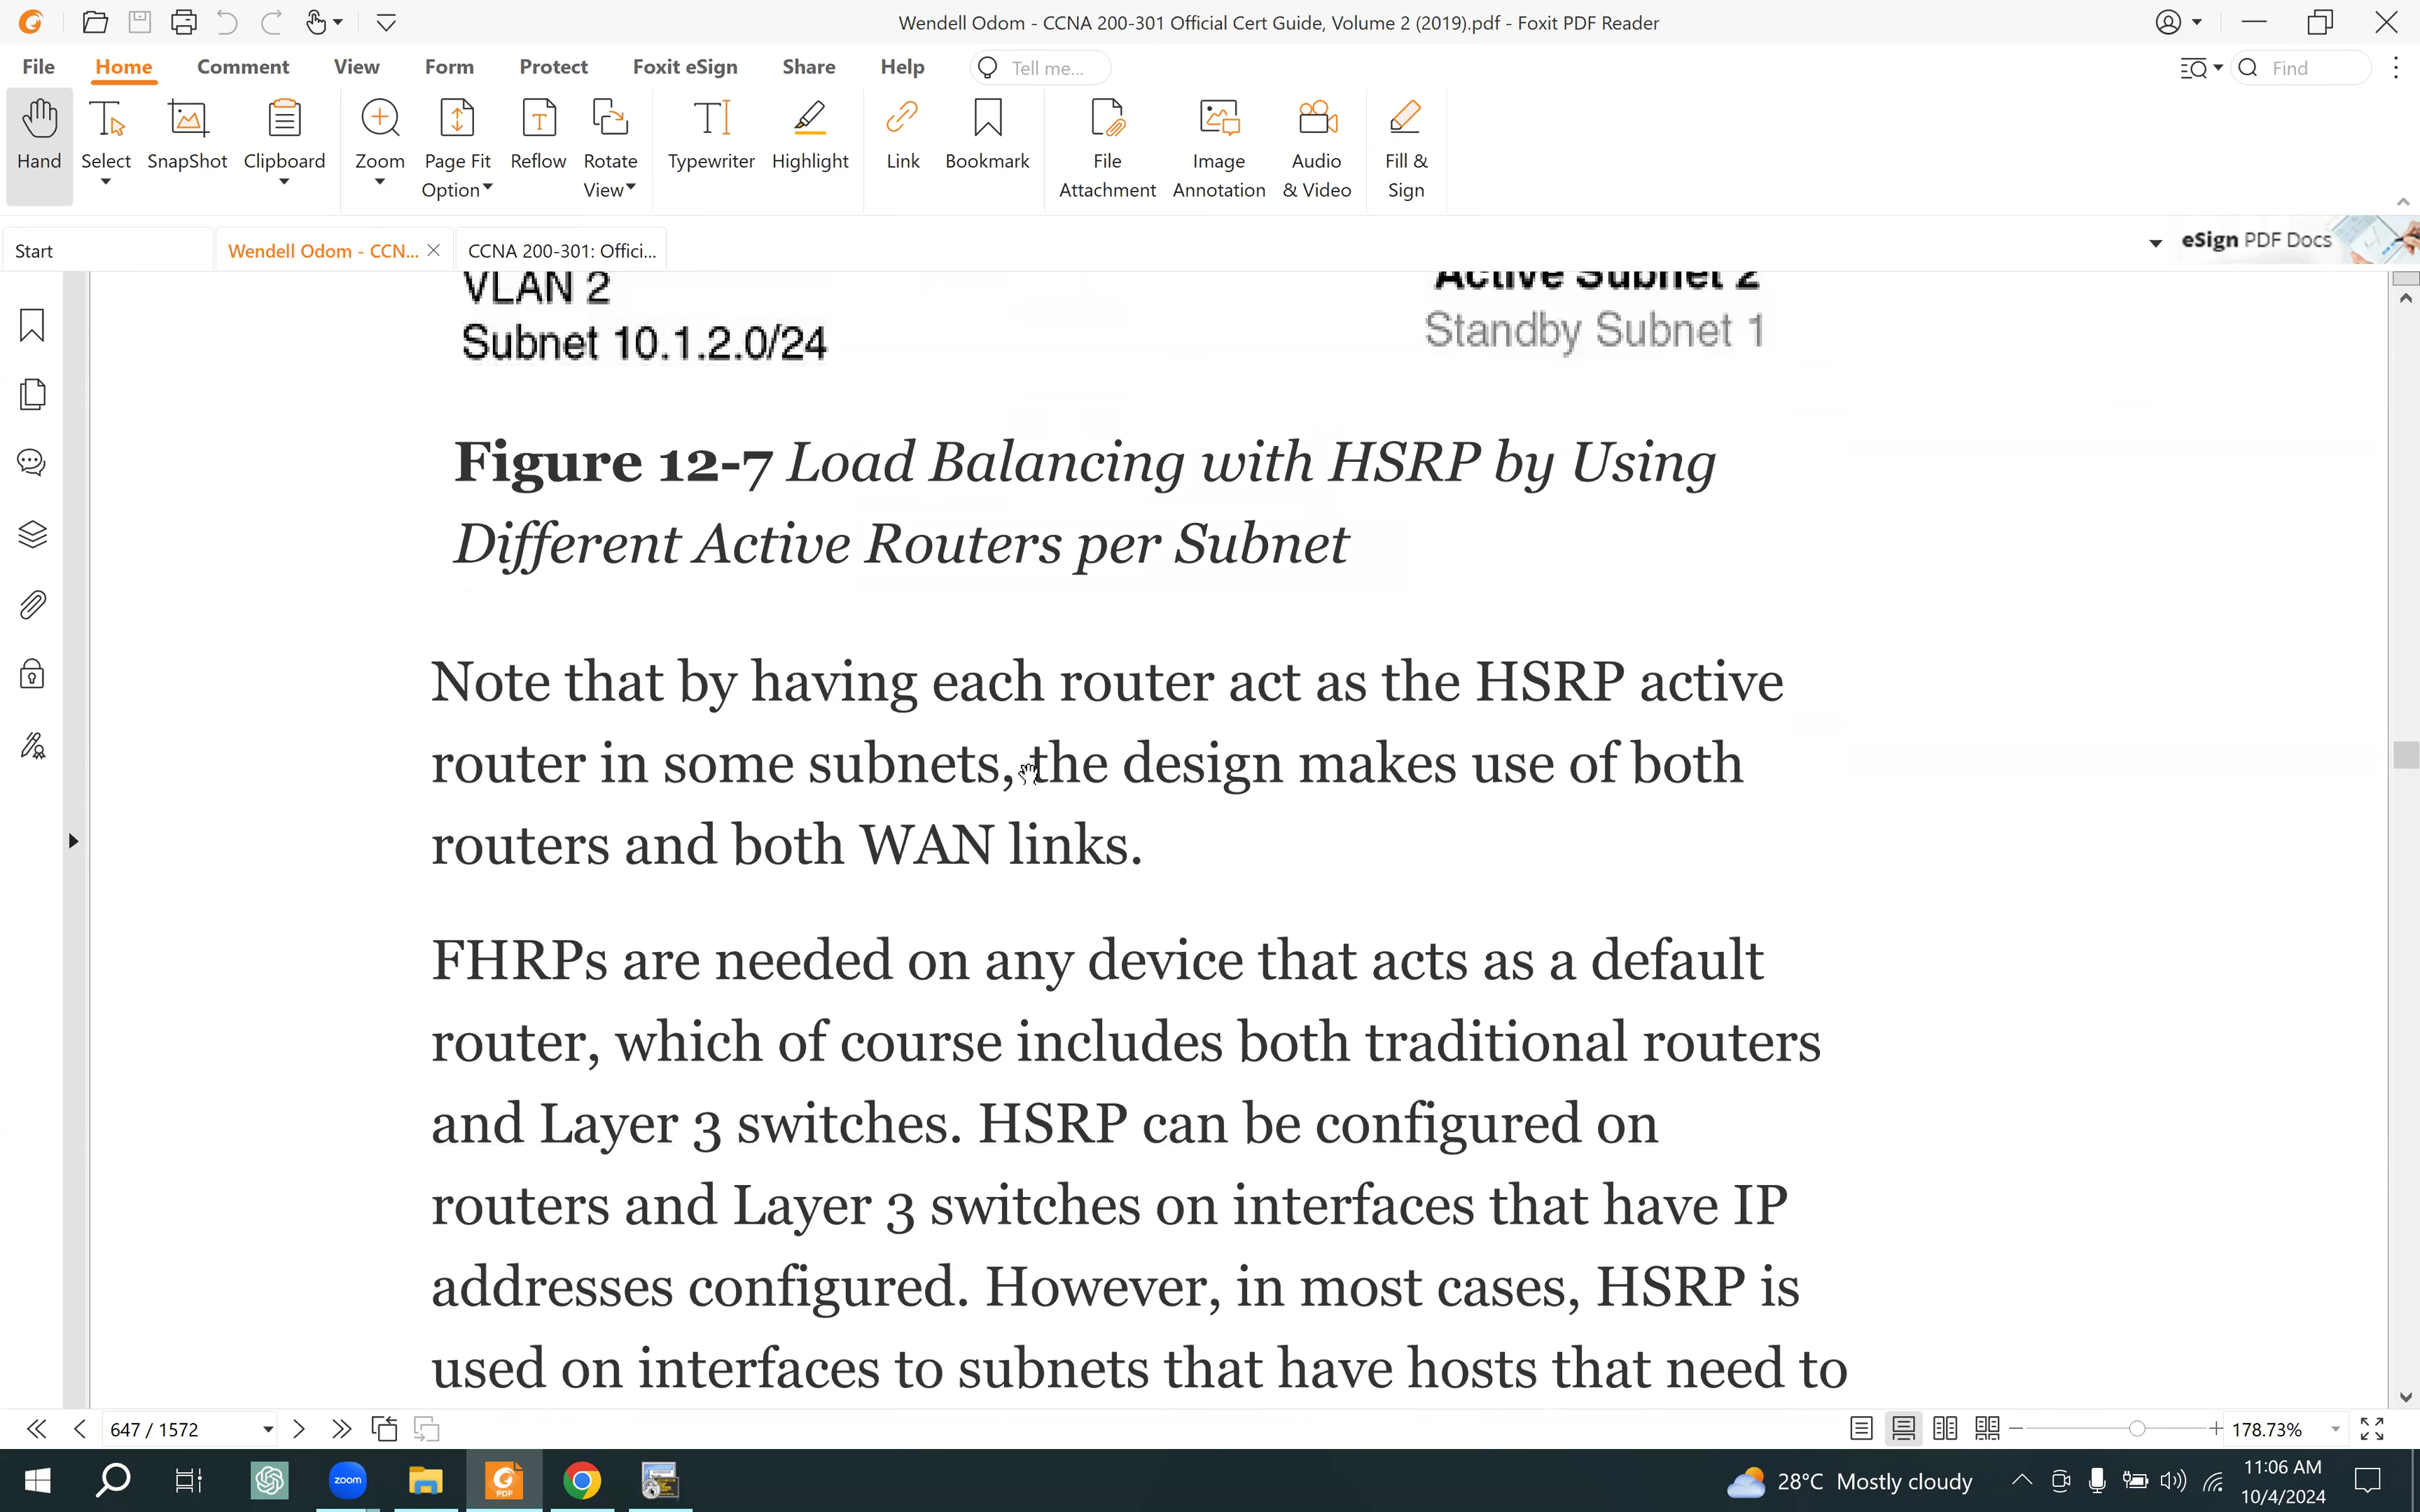 Wendell Odom - CCNA 200-301 Official Cert Guide, Volume 2 (2019).pdf - Foxit PDF Reader
File Home Comment View Form Protect Foxit eSign Share Help Tell me... Find
Hand Select SnapShot Clipboard Zoom Page Fit Option Reflow Rotate View Typewriter Highlight Link Bookmark File Attachment Image Annotation Audio & Video Fill & Sign
Start Wendell Odom - CCN... CCNA 200-301: Offici... eSign PDF Docs
VLAN 2
Subnet 10.1.2.0/24
Active Subnet 2
Standby Subnet 1
Figure 12-7 Load Balancing with HSRP by Using
Different Active Routers per Subnet
Note that by having each router act as the HSRP active
router in some subnets, the design makes use of both
routers and both WAN links.
FHRPs are needed on any device that acts as a default
router, which of course includes both traditional routers
and Layer 3 switches. HSRP can be configured on
routers and Layer 3 switches on interfaces that have IP
addresses configured. However, in most cases, HSRP is
used on interfaces to subnets that have hosts that need to
647 / 1572 178.73%
zoom PDF 28°C Mostly cloudy 11:06 AM
10/4/2024